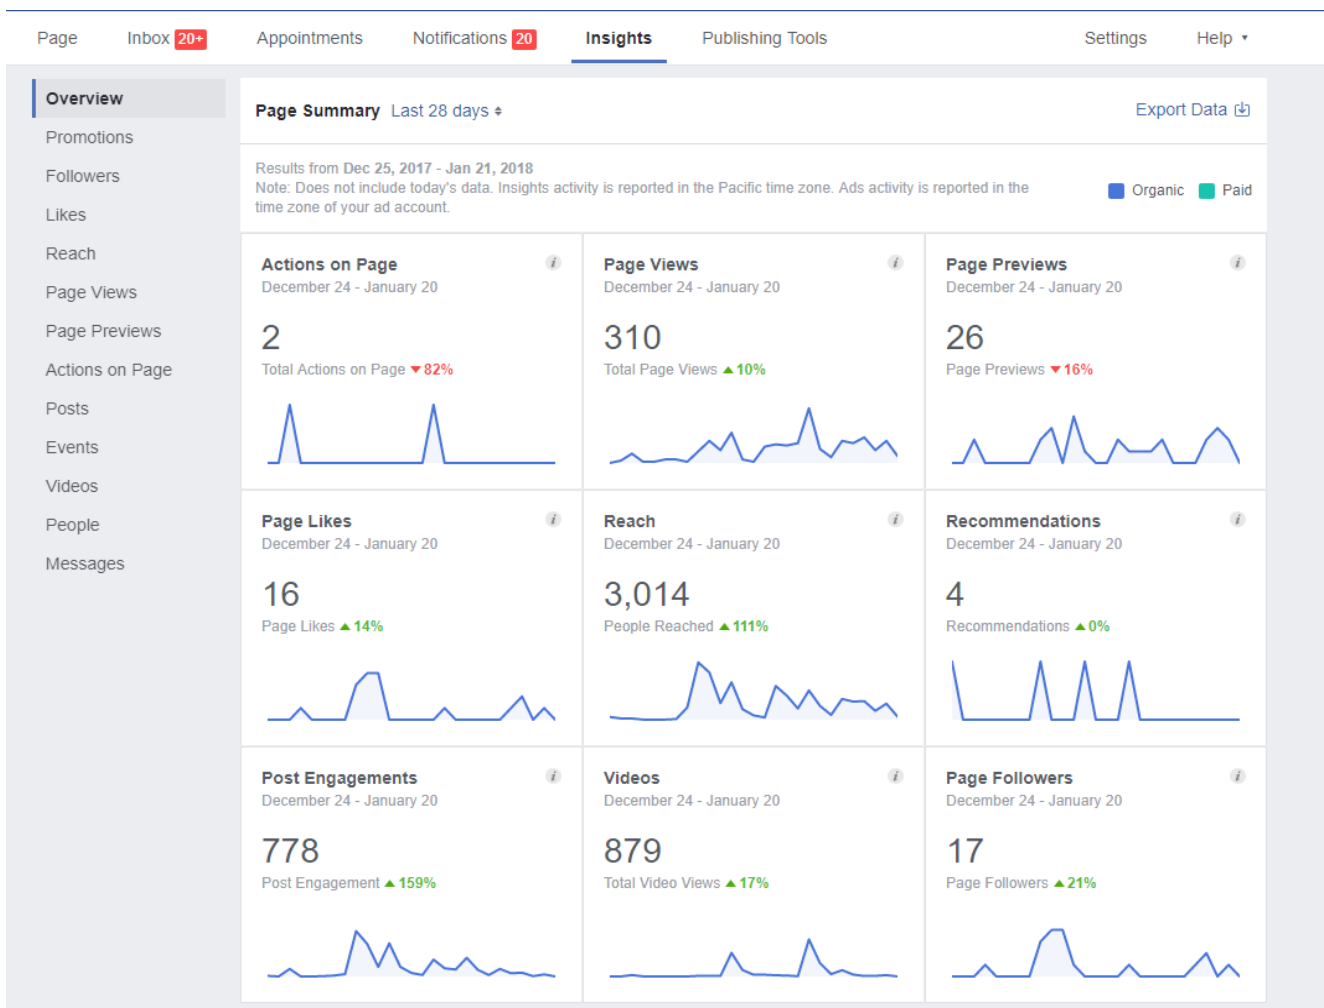 Page Inbox 20+ Appointments Notifications 20 Insights Publishing Tools Settings Help
Overview
Promotions
Followers
Likes
Reach
Page Views
Page Previews
Actions on Page
Posts
Events
Videos
People
Messages
Page Summary Last 28 days Export Data
Results from Dec 25, 2017 - Jan 21, 2018
Note: Does not include today's data. Insights activity is reported in the Pacific time zone. Ads activity is reported in the
time zone of your ad account.
Organic Paid
Actions on Page i
December 24 - January 20
2
Total Actions on Page ▼82%
Page Views i
December 24 - January 20
310
Total Page Views ▲10%
Page Previews i
December 24 - January 20
26
Page Previews ▼16%
Page Likes i
December 24 - January 20
16
Page Likes ▲14%
Reach i
December 24 - January 20
3,014
People Reached ▲111%
Recommendations i
December 24 - January 20
4
Recommendations ▲0%
Post Engagements i
December 24 - January 20
778
Post Engagement ▲159%
Videos i
December 24 - January 20
879
Total Video Views ▲17%
Page Followers i
December 24 - January 20
17
Page Followers ▲21%